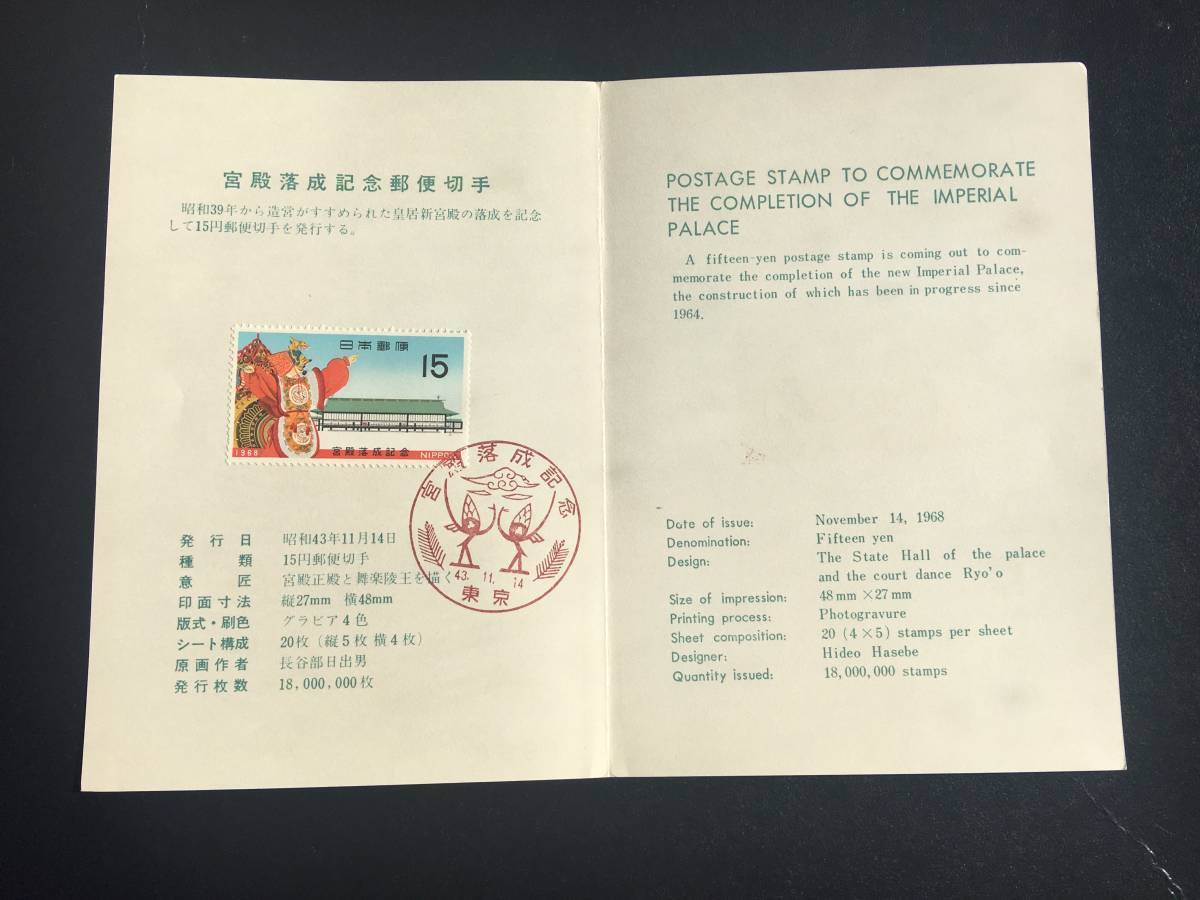 宮殿落成記念郵便切手
昭和39年から造営がすすめられた皇居新宮殿の落成を記念
して15円郵便切手を発行する。
日本郵便
15
1968
宮殿落成記念
NIPPON
宮殿落成記念
43. 11. 14
東京
発行日 昭和43年11月14日
種類 15円郵便切手
意匠 宮殿正殿と舞楽陵王を描く
印面寸法 縦27mm 横48mm
版式・刷色 グラビア4色
シート構成 20枚(縦5枚 横4枚)
原画作者 長谷部日出男
発行枚数 18,000,000枚
POSTAGE STAMP TO COMMEMORATE
THE COMPLETION OF THE IMPERIAL
PALACE
A fifteen-yen postage stamp is coming out to com-
memorate the completion of the new Imperial Palace,
the construction of which has been in progress since
1964.
Date of issue: November 14, 1968
Denomination: Fifteen yen
Design: The State Hall of the palace
and the court dance Ryo'o
Size of impression: 48mm×27mm
Printing process: Photogravure
Sheet composition: 20 (4×5) stamps per sheet
Designer: Hideo Hasebe
Quantity issued: 18,000,000 stamps